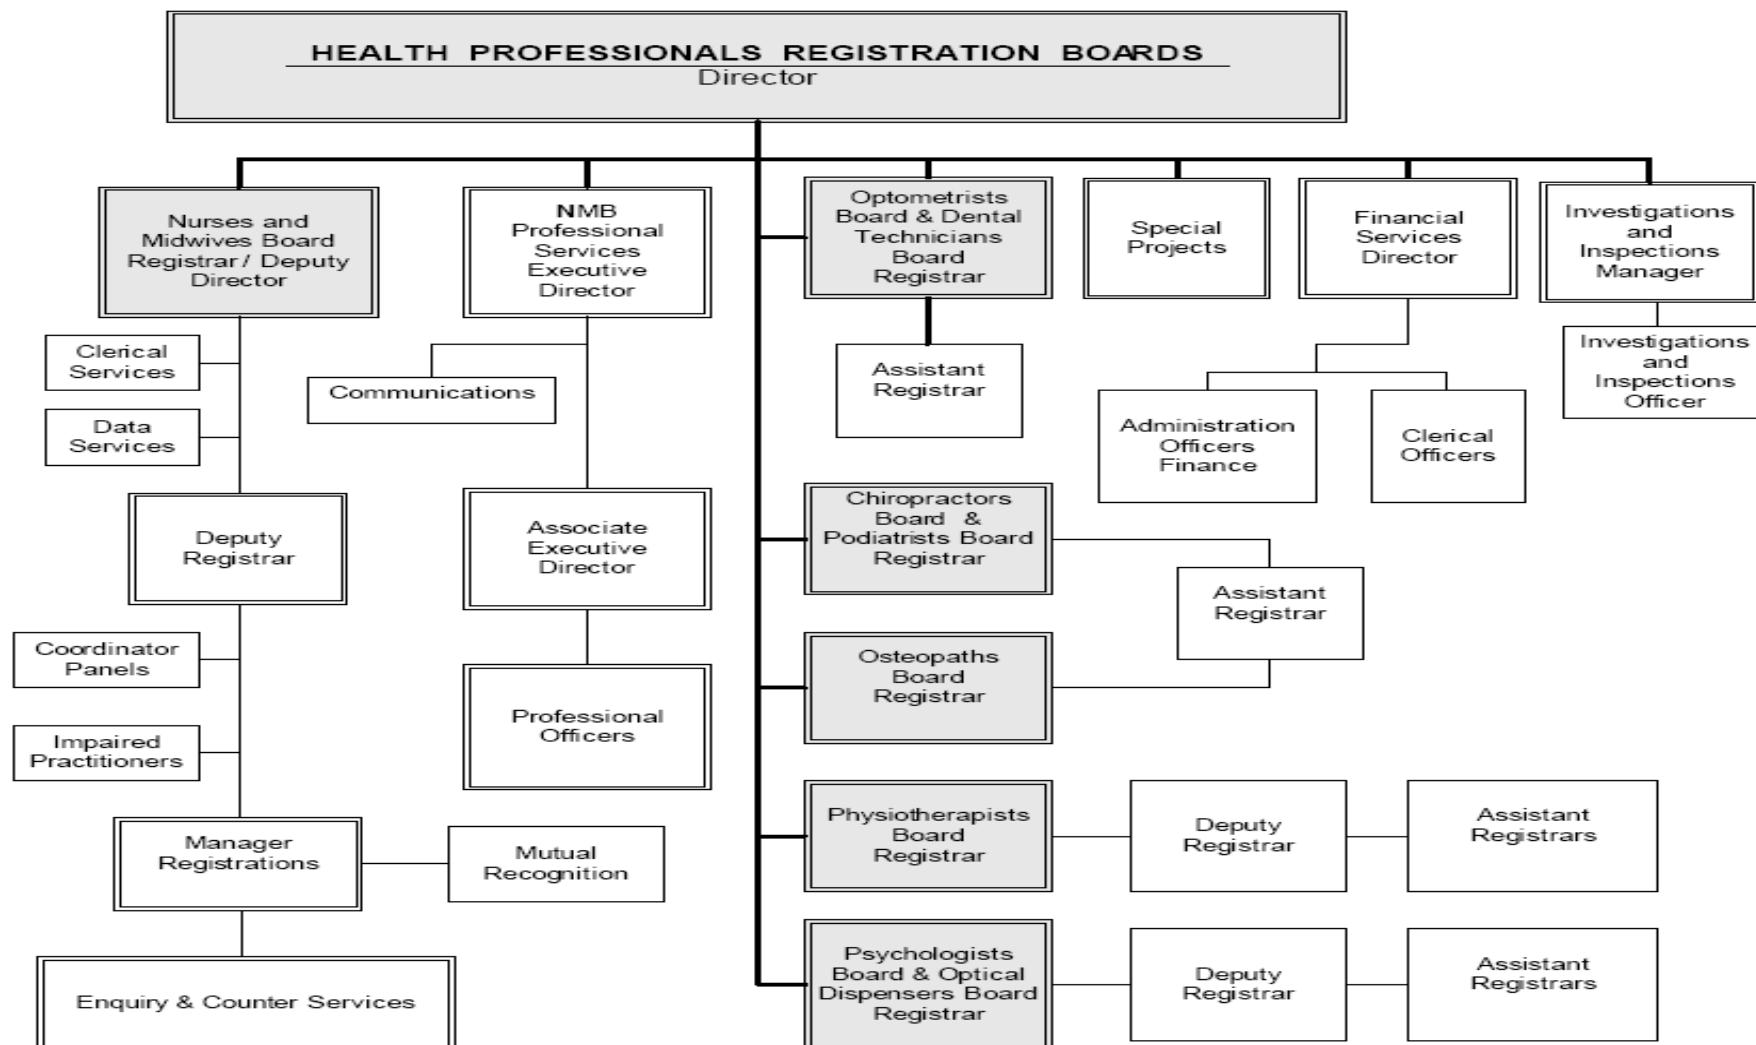 HEALTH PROFESSIONALS REGISTRATION BOARDS
Director
Nurses and
Midwives Board
Registrar / Deputy
Director
NMB
Professional
Services
Executive
Director
Optometrists
Board & Dental
Technicians
Board
Registrar
Special
Projects
Financial
Services
Director
Investigations
and
Inspections
Manager
Clerical
Services
Communications
Assistant
Registrar
Investigations
and
Inspections
Officer
Data
Services
Administration
Officers
Finance
Clerical
Officers
Deputy
Registrar
Associate
Executive
Director
Chiropractors
Board &
Podiatrists Board
Registrar
Assistant
Registrar
Coordinator
Panels
Osteopaths
Board
Registrar
Impaired
Practitioners
Professional
Officers
Manager
Registrations
Mutual
Recognition
Physiotherapists
Board
Registrar
Deputy
Registrar
Assistant
Registrars
Enquiry & Counter Services
Psychologists
Board & Optical
Dispensers Board
Registrar
Deputy
Registrar
Assistant
Registrars